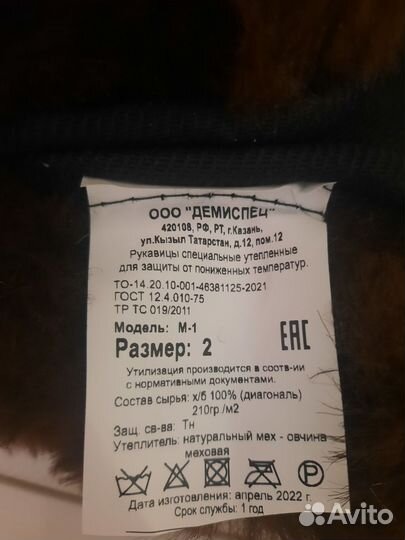 ООО "ДЕМИСПЕЦ"
420108, РФ, РТ, г.Казань,
ул.Кызыл Татарстан, д.12, пом.12
Рукавицы специальные утепленные
для защиты от пониженных температур.
ТО-14.20.10-001-46381125-2021
ГОСТ 12.4.010-75
ТР ТС 019/2011
Модель: М-1
Размер: 2
EAC
Утилизация производится в соотв-ии
с нормативными документами.
Состав сырья: х/б 100% (диагональ)
210гр /м2
Защ. св-ва: Тн
Утеплитель: натуральный мех - овчина
меховая
P
Дата изготовления: апрель 2022 г.
Срок службы: 1 год
Avito